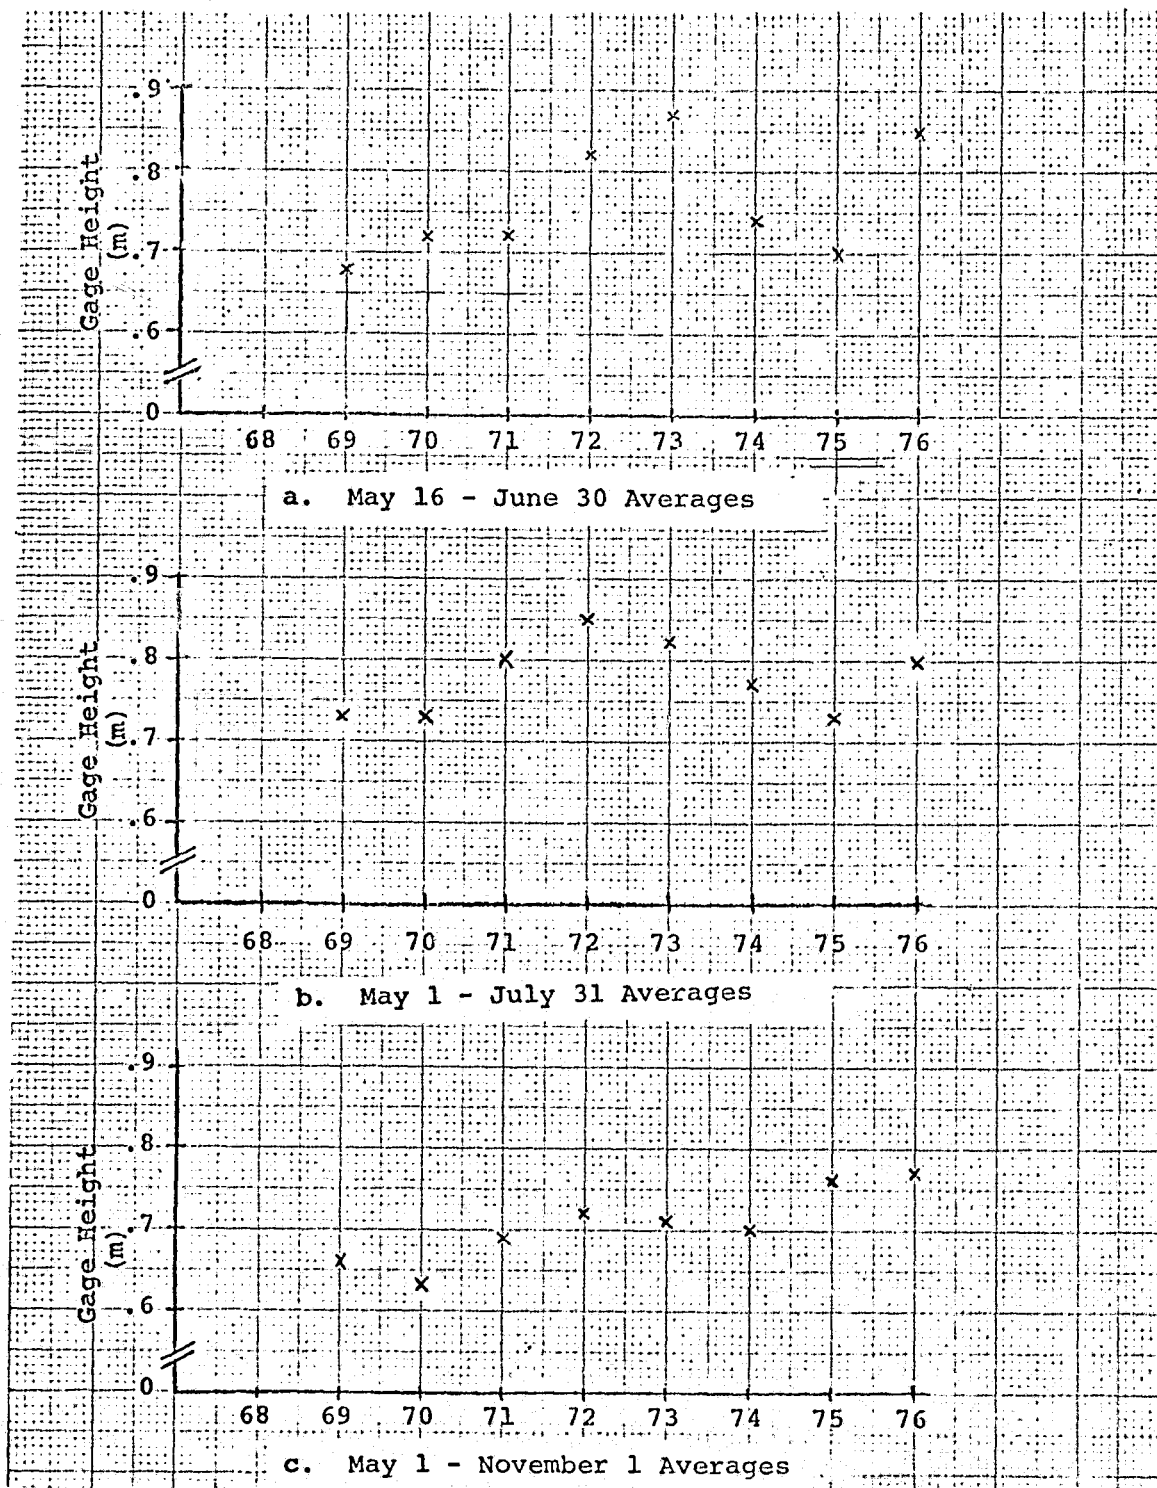 .9
.8
Gage Height
(m)
.7
.6
0
68 69 70 71 72 73 74 75 76
a. May 16 - June 30 Averages
.9
.8
Gage Height
(m)
.7
.6
0
68 69 70 71 72 73 74 75 76
b. May 1 - July 31 Averages
.9
.8
Gage Height
(m)
.7
.6
0
68 69 70 71 72 73 74 75 76
c. May 1 - November 1 Averages